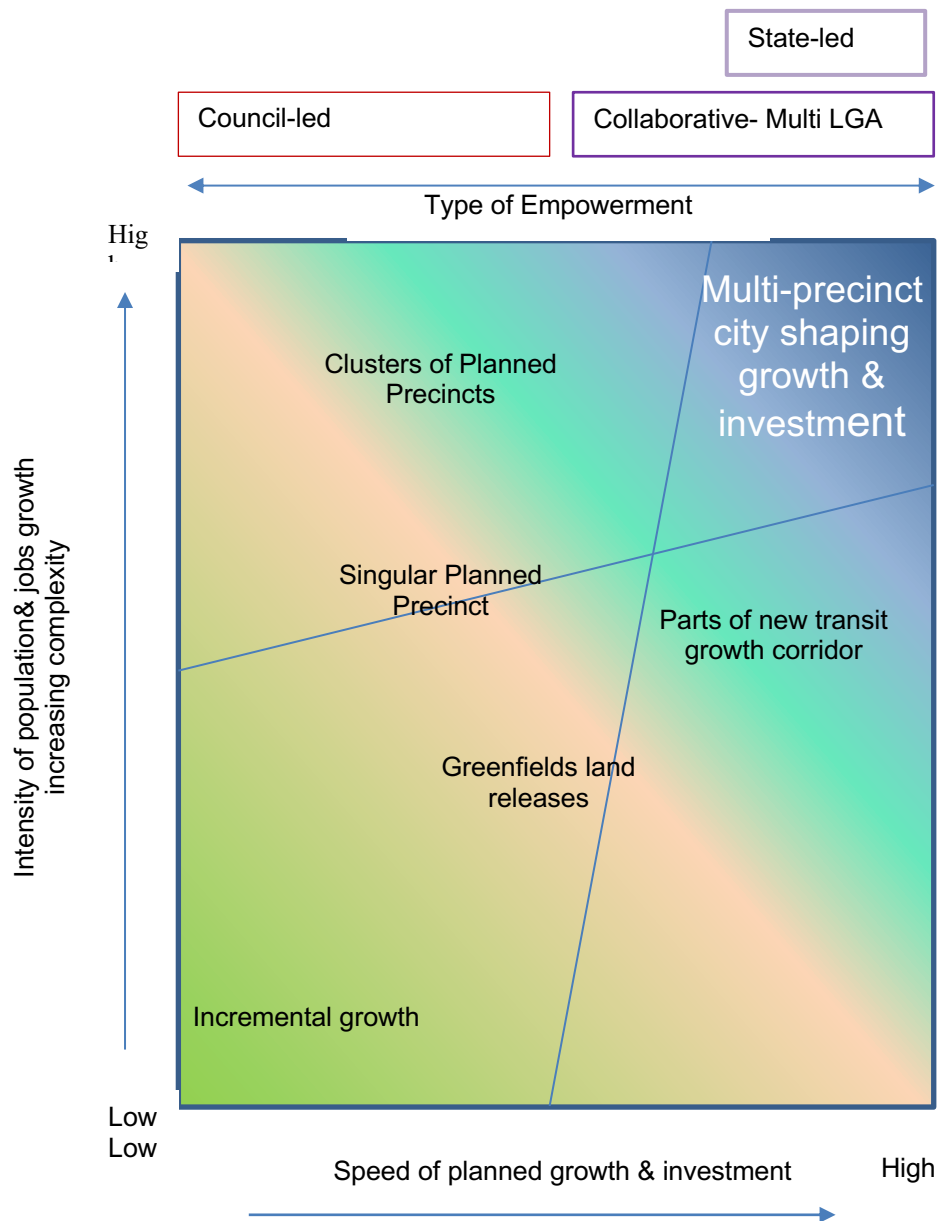 State-led
Council-led
Collaborative- Multi LGA
Type of Empowerment
Hig
Multi-precinct
city shaping
growth &
investment
Clusters of Planned
Precincts
Intensity of population& jobs growth
increasing complexity
Singular Planned
Precinct
Parts of new transit
growth corridor
Greenfields land
releases
Incremental growth
Low
Low
Speed of planned growth & investment
High